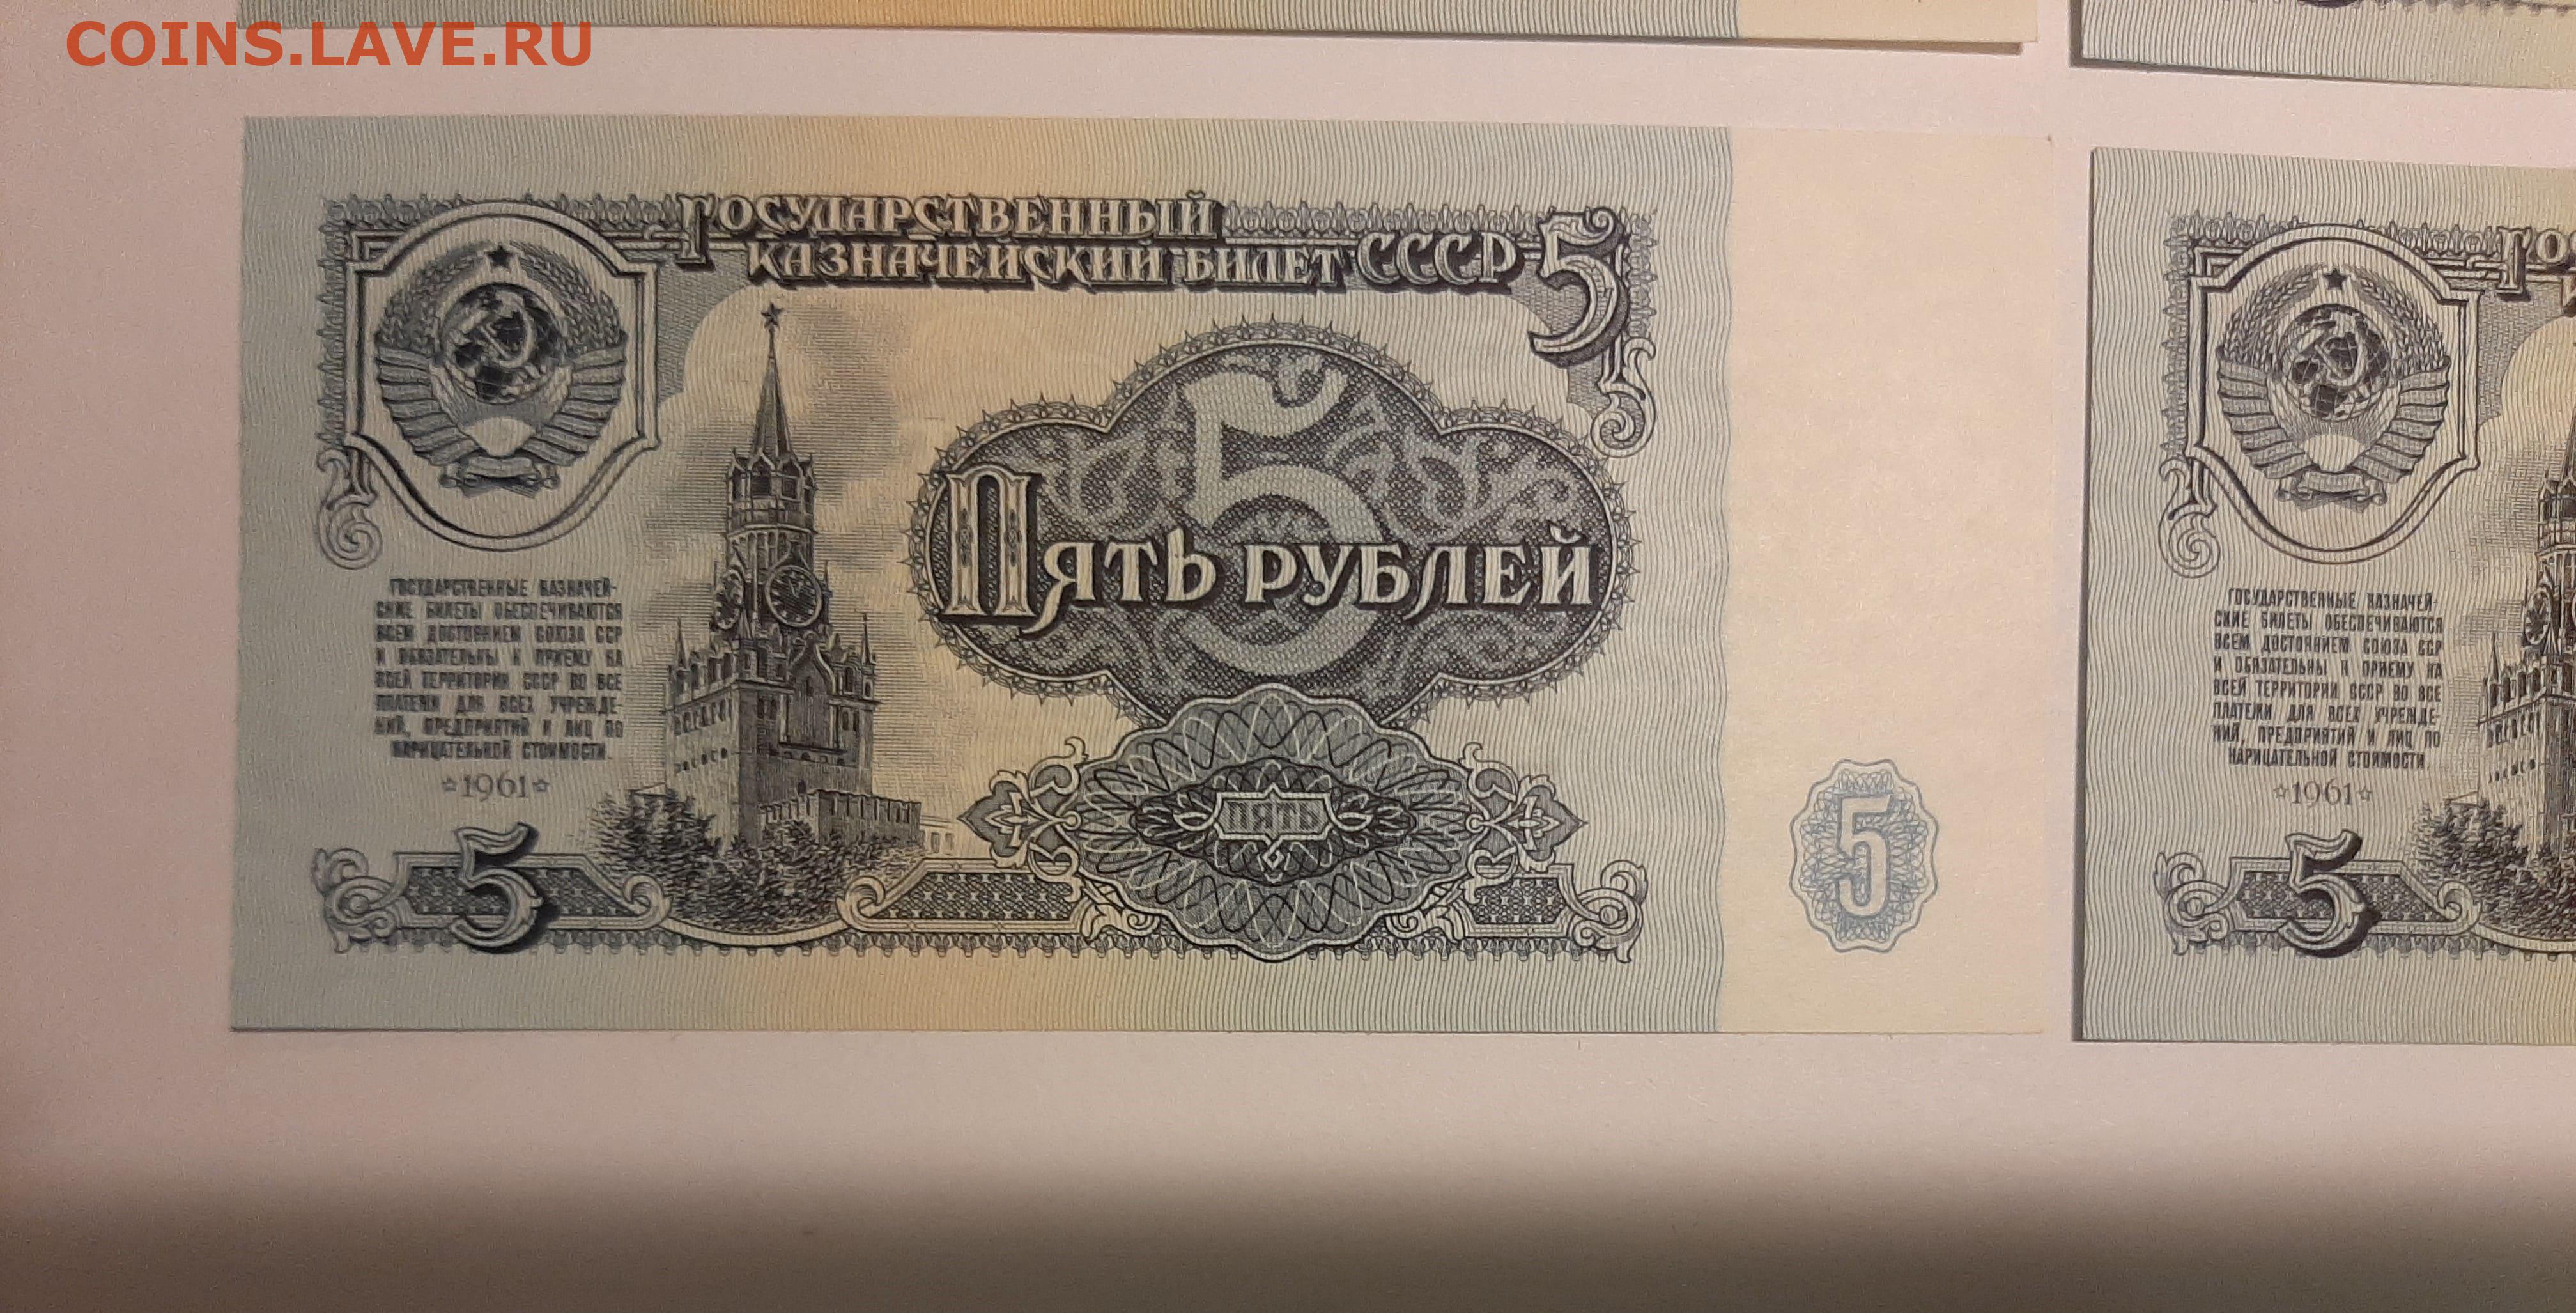 COINS.LAVE.RU
ГОСУДАРСТВЕННЫЙ
КАЗНАЧЕЙСКИЙ БИЛЕТ СССР 5
5
ПЯТЬ РУБЛЕЙ
ГОСУДАРСТВЕННЫЕ КАЗНАЧЕЙ-
СКИЕ БИЛЕТЫ ОБЕСПЕЧИВАЮТСЯ
ВСЕМ ДОСТОЯНИЕМ СОЮЗА ССР
И ОБЯЗАТЕЛЬНЫ К ПРИЕМУ НА
ВСЕЙ ТЕРРИТОРИИ СССР ВО ВСЕ
ПЛАТЕЖИ ДЛЯ ВСЕХ УЧРЕЖДЕ-
НИЙ, ПРЕДПРИЯТИЙ И ЛИЦ ПО
НАРИЦАТЕЛЬНОЙ СТОИМОСТИ.
1961
5
ПЯТЬ
5
ГО
ГОСУДАРСТВЕННЫЕ КАЗНАЧЕЙ-
СКИЕ БИЛЕТЫ ОБЕСПЕЧИВАЮТСЯ
ВСЕМ ДОСТОЯНИЕМ СОЮЗА ССР
И ОБЯЗАТЕЛЬНЫ К ПРИЕМУ НА
ВСЕЙ ТЕРРИТОРИИ СССР ВО ВСЕ
ПЛАТЕЖИ ДЛЯ ВСЕХ УЧРЕЖДЕ-
НИЙ, ПРЕДПРИЯТИЙ И ЛИЦ ПО
НАРИЦАТЕЛЬНОЙ СТОИМОСТИ.
1961
5